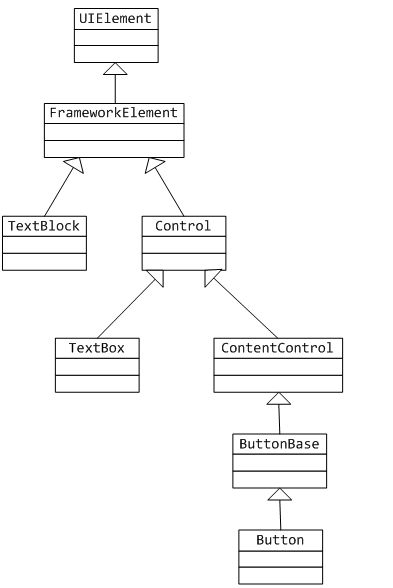 UIElement
FrameworkElement
TextBlock
Control
TextBox
ContentControl
ButtonBase
Button